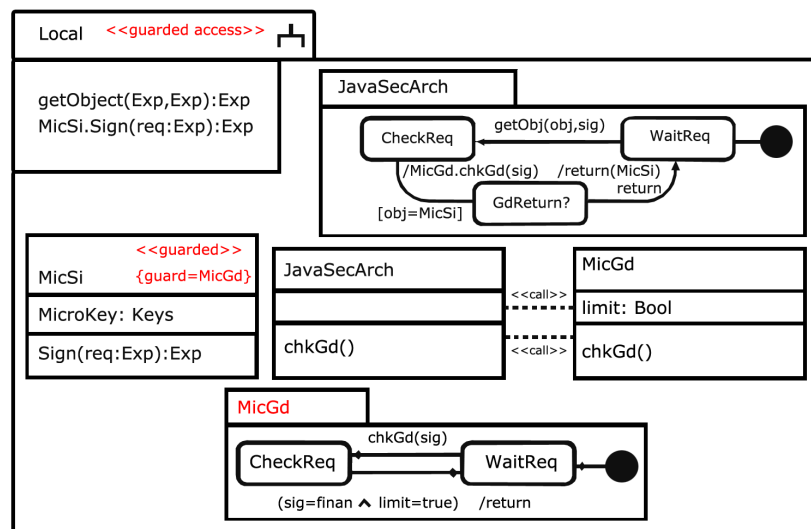 Local <<guarded access>>
getObject(Exp,Exp):Exp
MicSi.Sign(req:Exp):Exp
JavaSecArch
getObj(obj,sig)
CheckReq
WaitReq
/MicGd.chkGd(sig)
/return(MicSi)
return
GdReturn?
[obj=MicSi]
<<guarded>>
MicSi {guard=MicGd}
MicroKey: Keys
Sign(req:Exp):Exp
JavaSecArch
chkGd()
<<call>>
<<call>>
MicGd
limit: Bool
chkGd()
MicGd
chkGd(sig)
CheckReq
WaitReq
(sig=finan ∧ limit=true) /return